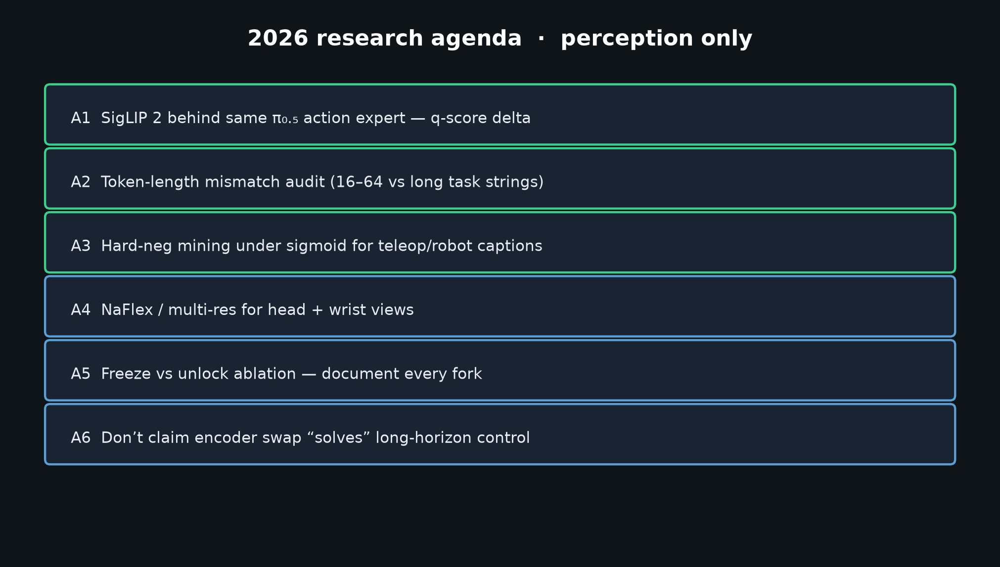 2026 research agenda · perception only
A1 SigLIP 2 behind same π₀.₅ action expert — q-score delta
A2 Token-length mismatch audit (16–64 vs long task strings)
A3 Hard-neg mining under sigmoid for teleop/robot captions
A4 NaFlex / multi-res for head + wrist views
A5 Freeze vs unlock ablation — document every fork
A6 Don’t claim encoder swap “solves” long-horizon control